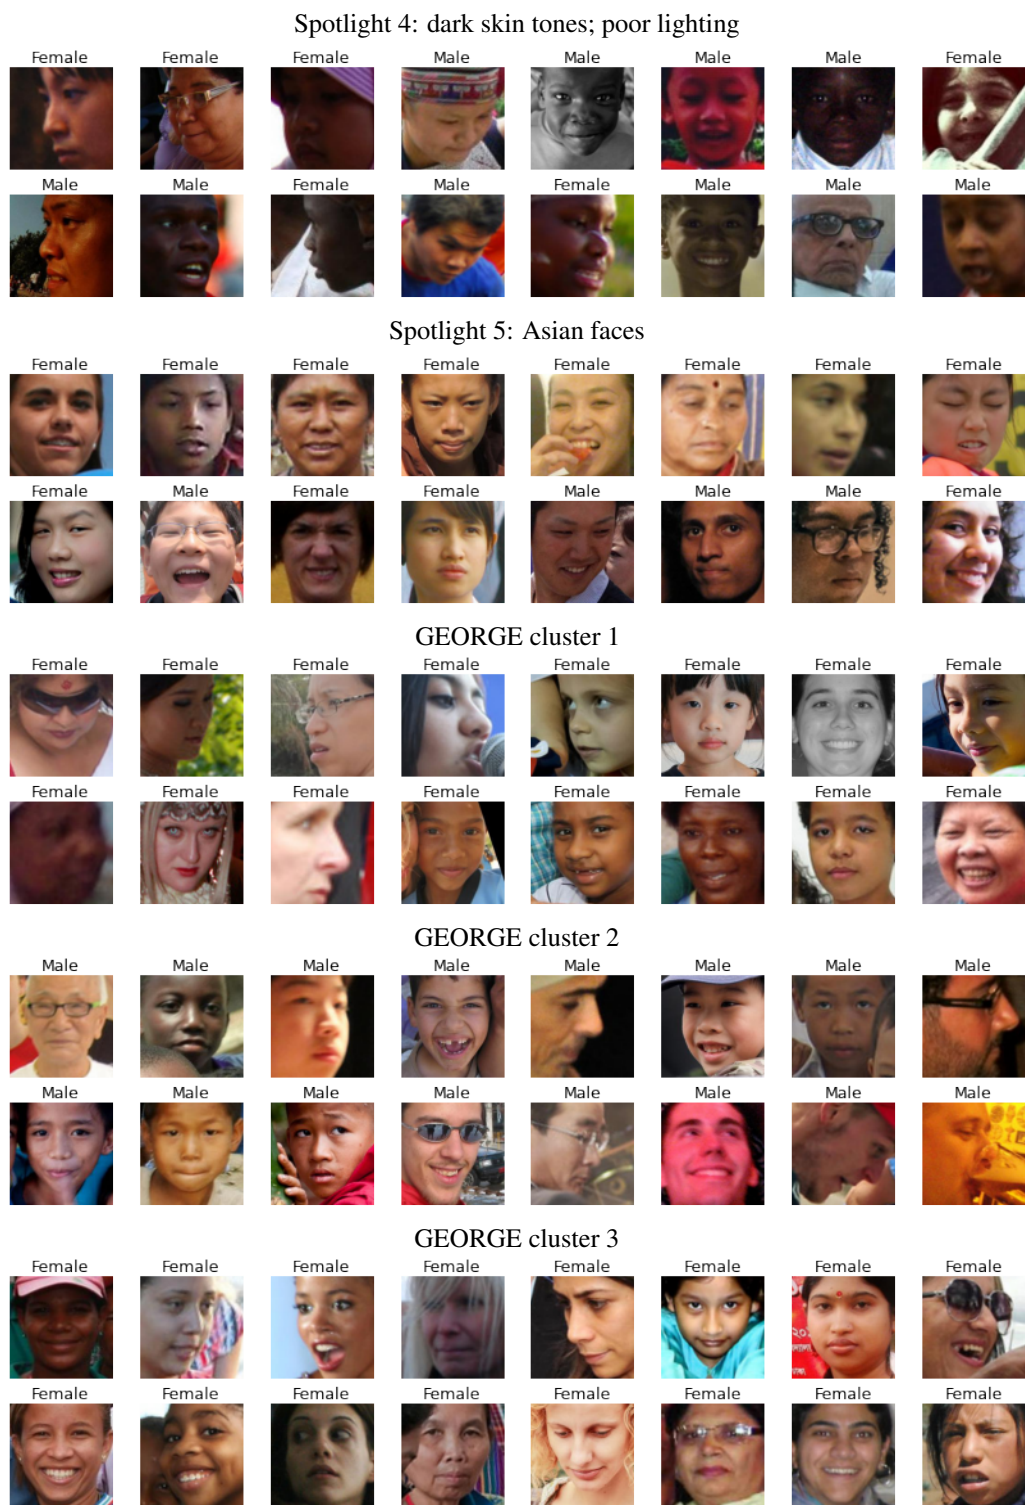 Spotlight 4: dark skin tones; poor lighting
Female Female Female Male Male Male Male Female
Male Male Female Male Female Male Male Male
Spotlight 5: Asian faces
Female Female Female Female Female Female Female Female
Female Male Female Female Male Male Male Female
GEORGE cluster 1
Female Female Female Female Female Female Female Female
Female Female Female Female Female Female Female Female
GEORGE cluster 2
Male Male Male Male Male Male Male Male
Male Male Male Male Male Male Male Male
GEORGE cluster 3
Female Female Female Female Female Female Female Female
Female Female Female Female Female Female Female Female